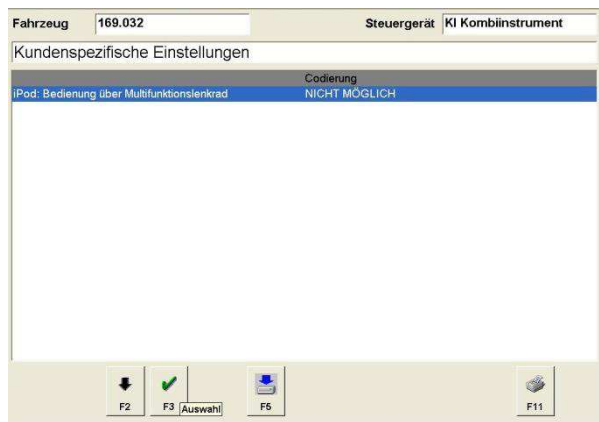 Fahrzeug 169.032 Steuergerät KI Kombiinstrument
Kundenspezifische Einstellungen
Codierung
iPod: Bedienung über Multifunktionslenkrad NICHT MÖGLICH
F2 F3 Auswahl F5 F11